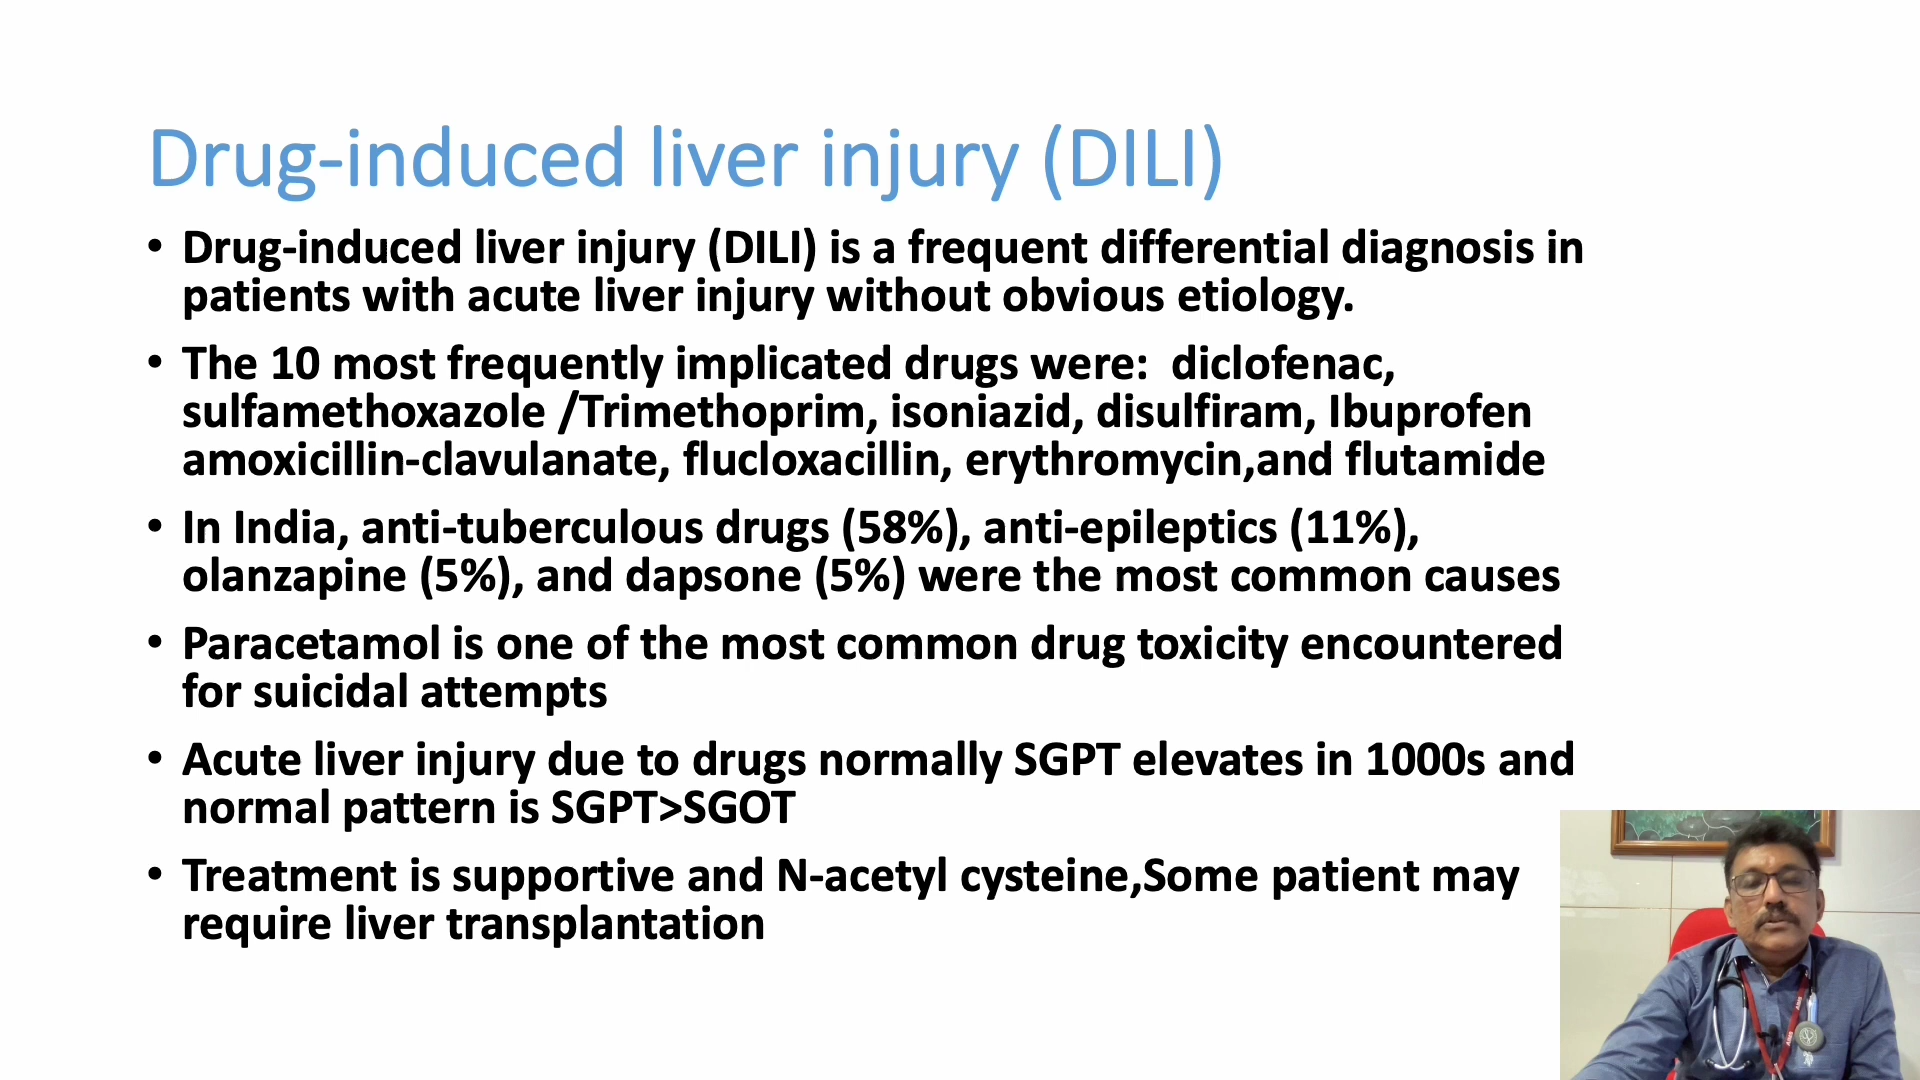 Drug-induced liver injury (DILI)
• Drug-induced liver injury (DILI) is a frequent differential diagnosis in
patients with acute liver injury without obvious etiology.
• The 10 most frequently implicated drugs were:  diclofenac,
sulfamethoxazole /Trimethoprim, isoniazid, disulfiram, Ibuprofen
amoxicillin-clavulanate, flucloxacillin, erythromycin,and flutamide
• In India, anti-tuberculous drugs (58%), anti-epileptics (11%),
olanzapine (5%), and dapsone (5%) were the most common causes
• Paracetamol is one of the most common drug toxicity encountered
for suicidal attempts
• Acute liver injury due to drugs normally SGPT elevates in 1000s and
normal pattern is SGPT>SGOT
• Treatment is supportive and N-acetyl cysteine,Some patient may
require liver transplantation